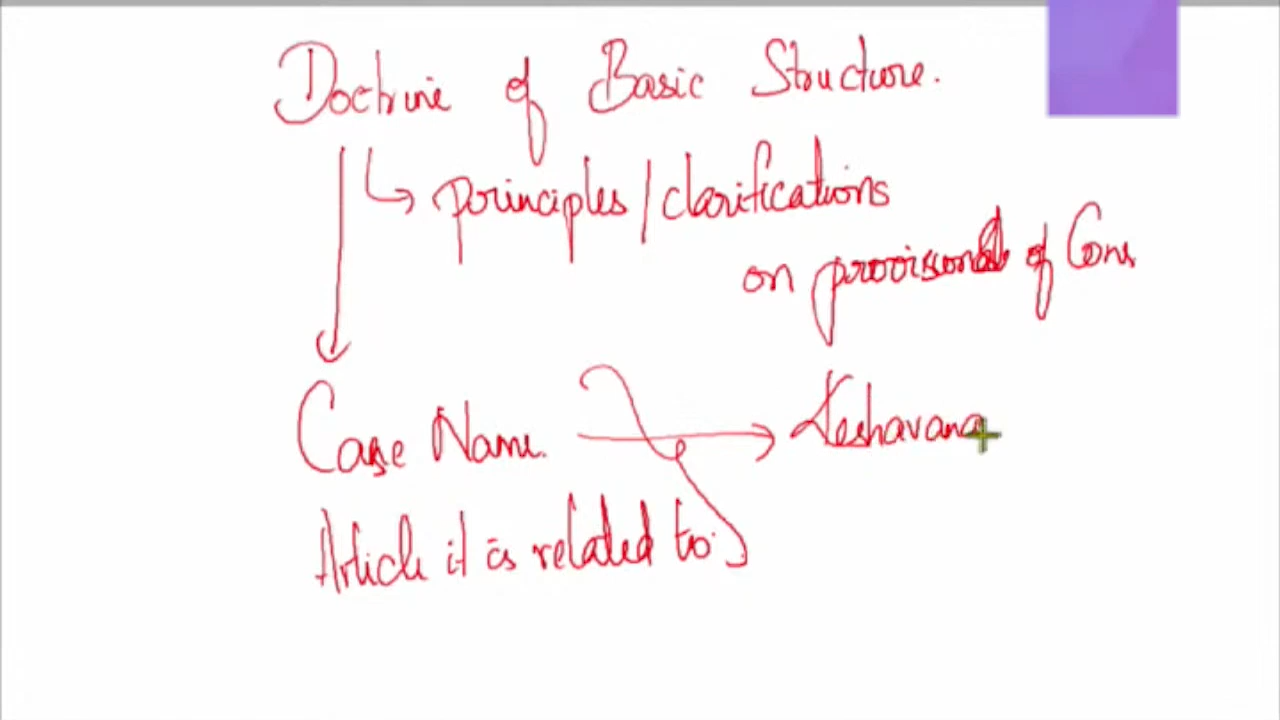 Doctrine of Basic Structure.
principles/clarifications
on provisions of Cons
Case Name. Keshavana
Article it is related to.